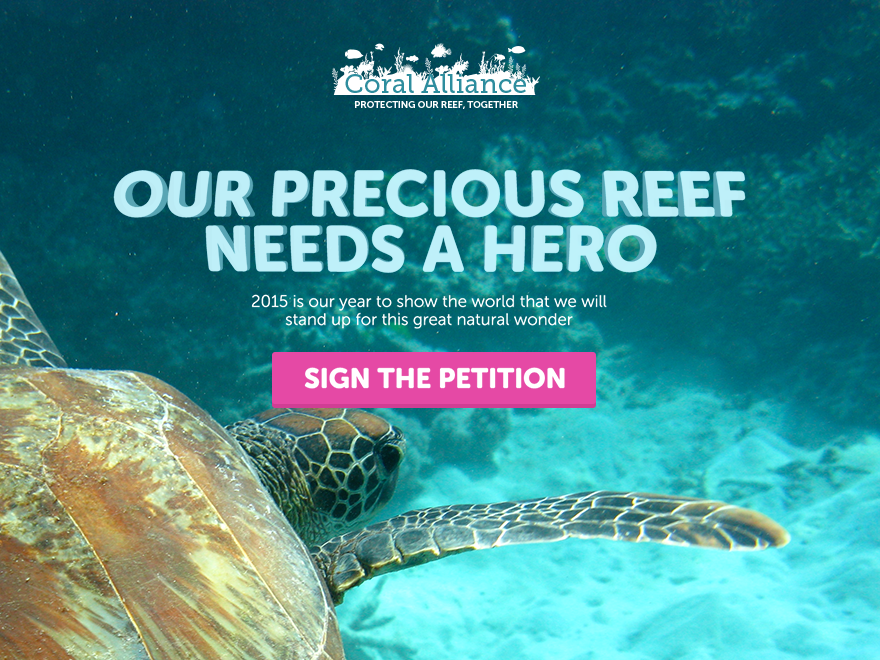 Coral Alliance
PROTECTING OUR REEF, TOGETHER
OUR PRECIOUS REEF
NEEDS A HERO
2015 is our year to show the world that we will
stand up for this great natural wonder
SIGN THE PETITION